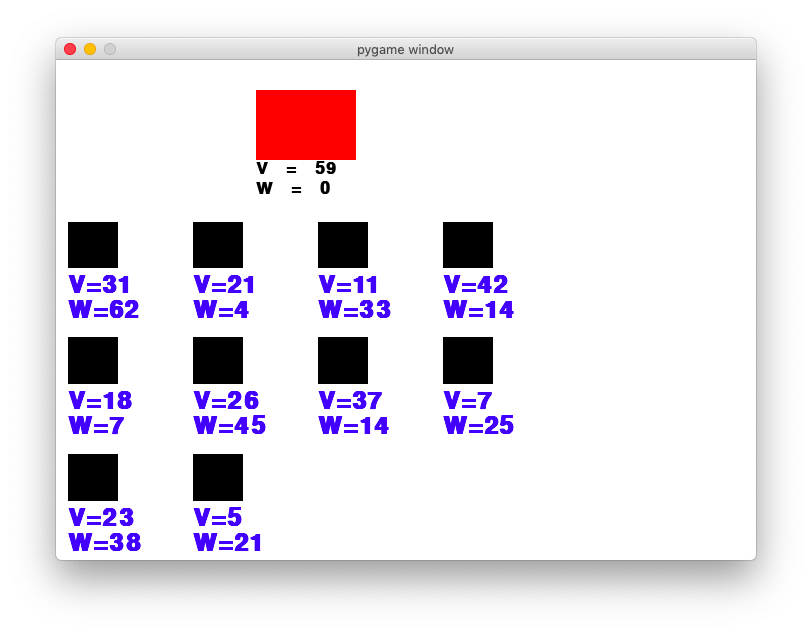 pygame window
V = 59
W = 0
V=31
W=62
V=21
W=4
V=11
W=33
V=42
W=14
V=18
W=7
V=26
W=45
V=37
W=14
V=7
W=25
V=23
W=38
V=5
W=21